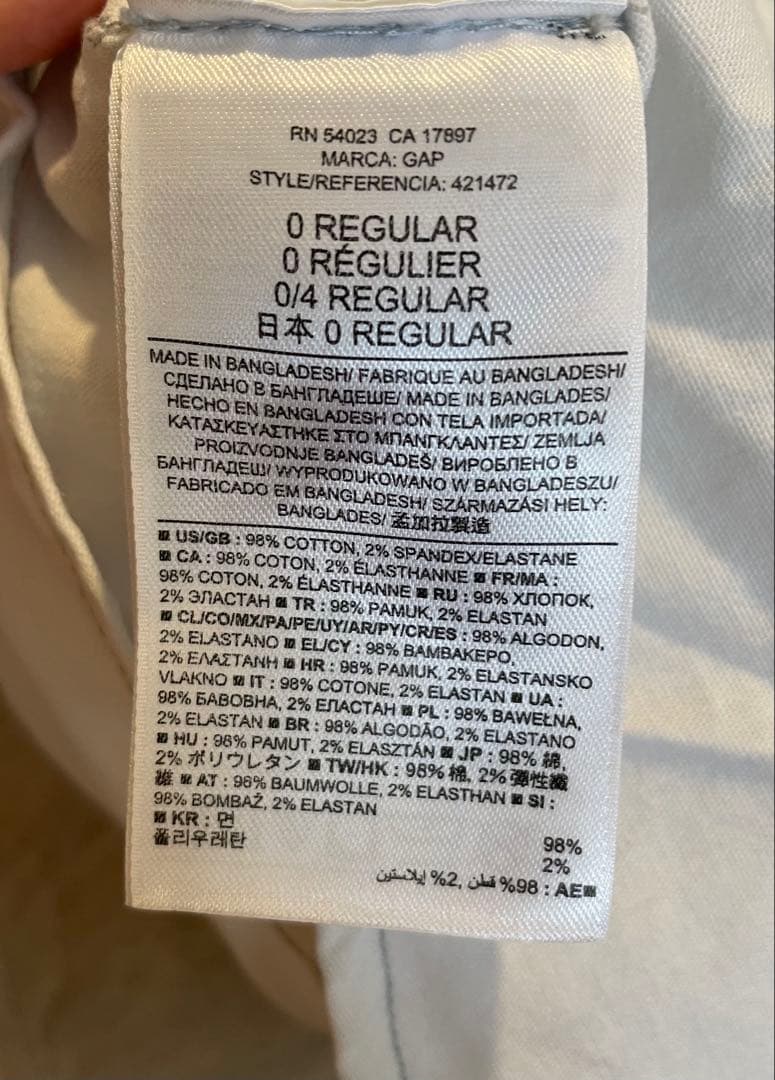 RN 54023 CA 17897
MARCA: GAP
STYLE/REFERENCIA: 421472
0 REGULAR
0 RÉGULIER
0/4 REGULAR
日本 0 REGULAR
MADE IN BANGLADESH/ FABRIQUE AU BANGLADESH/
СДЕЛАНО В БАНГЛАДЕШЕ/ MADE IN BANGLADES/
HECHO EN BANGLADESH CON TELA IMPORTADA/
ΚΑΤΑΣΚΕΥΑΣΤΗΚΕ ΣΤΟ ΜΠΑΝΓΚΛΑΝΤΕΣ/ ZEMLJA
PROIZVODNJE BANGLADEŠ/ ВИРОБЛЕНО В
БАНГЛАДЕШ/ WYPRODUKOWANO W BANGLADESZU/
FABRICADO EM BANGLADESH/ SZÁRMAZÁSI HELY:
BANGLADES/ 孟加拉製造
US/GB : 98% COTTON, 2% SPANDEX/ELASTANE
CA : 98% COTON, 2% ÉLASTHANNE FR/MA :
98% COTON, 2% ÉLASTHANNE RU : 98% ХЛОПОК,
2% ЭЛАСТАН TR : 98% PAMUK, 2% ELASTAN
CL/CO/MX/PA/PE/UY/AR/PY/CR/ES : 98% ALGODON,
2% ELASTANO EL/CY : 98% ΒΑΜΒΑΚΕΡΟ,
2% ΕΛΑΣΤΑΝΗ HR : 98% PAMUK, 2% ELASTANSKO
VLAKNO IT : 98% COTONE, 2% ELASTAN UA :
98% БАВОВНА, 2% ЕЛАСТАН PL : 98% BAWEŁNA,
2% ELASTAN BR : 98% ALGODÃO, 2% ELASTANO
HU : 98% PAMUT, 2% ELASZTÁN JP : 98% 綿,
2% ポリウレタン TW/HK : 98% 棉, 2% 彈性纖
維 AT : 98% BAUMWOLLE, 2% ELASTHAN SI :
98% BOMBAŽ, 2% ELASTAN
KR : 면 98%
폴리우레탄 2%
AE : 98% قطن, 2% إيلاستين